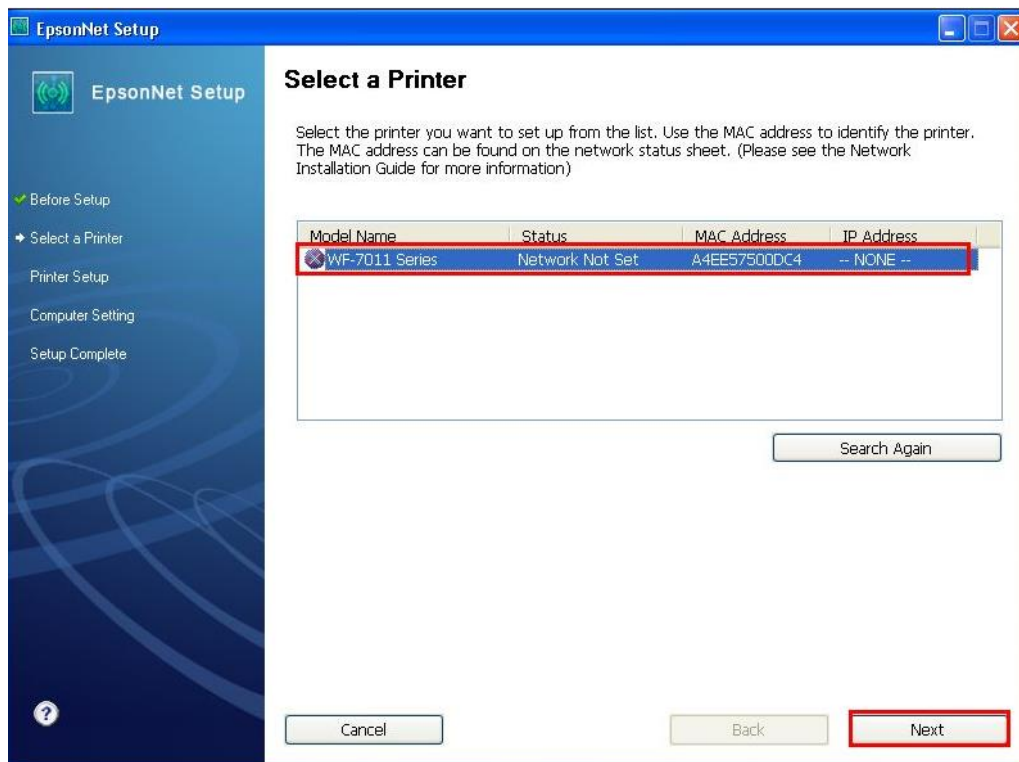 EpsonNet Setup
EpsonNet Setup
Before Setup
Select a Printer
Printer Setup
Computer Setting
Setup Complete
Select a Printer
Select the printer you want to set up from the list. Use the MAC address to identify the printer.
The MAC address can be found on the network status sheet. (Please see the Network
Installation Guide for more information)
Model Name Status MAC Address IP Address
WF-7011 Series Network Not Set A4EE57500DC4 -- NONE --
Search Again
?
Cancel Back Next